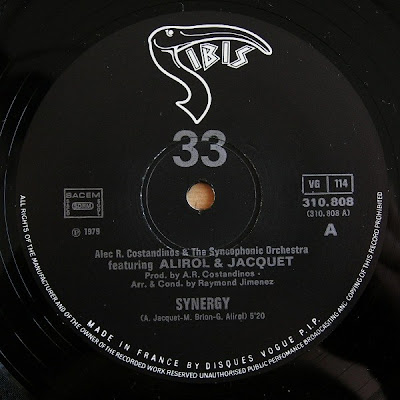 IBIS
33
VG 114
310.808
(310.808 A)
A
SACEM
SDRM
℗ 1979
Alec R. Costandinos & The Syncophonic Orchestra
featuring ALIROL & JACQUET
Prod. by A.R. Costandinos -
Arr. & Cond. by Raymond Jimenez
SYNERGY
(A. Jacquet-M. Brion-G. Alirol) 5'20
MADE IN FRANCE BY DISQUES VOGUE P.I.P.
ALL RIGHTS OF THE MANUFACTURER AND OF THE OWNER OF THE RECORDED WORK RESERVED UNAUTHORISED PUBLIC PERFOMANCE BROADCASTING AND COPYING OF THIS RECORD PROHIBITED